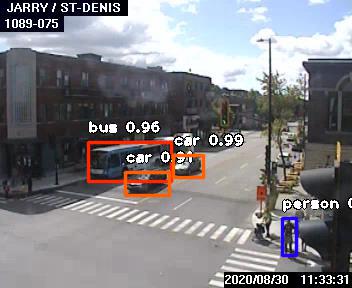 JARRY / ST-DENIS
1089-075
bus 0.96
car 0.99
car 0.97
person 0
2020/08/30 11:33:31